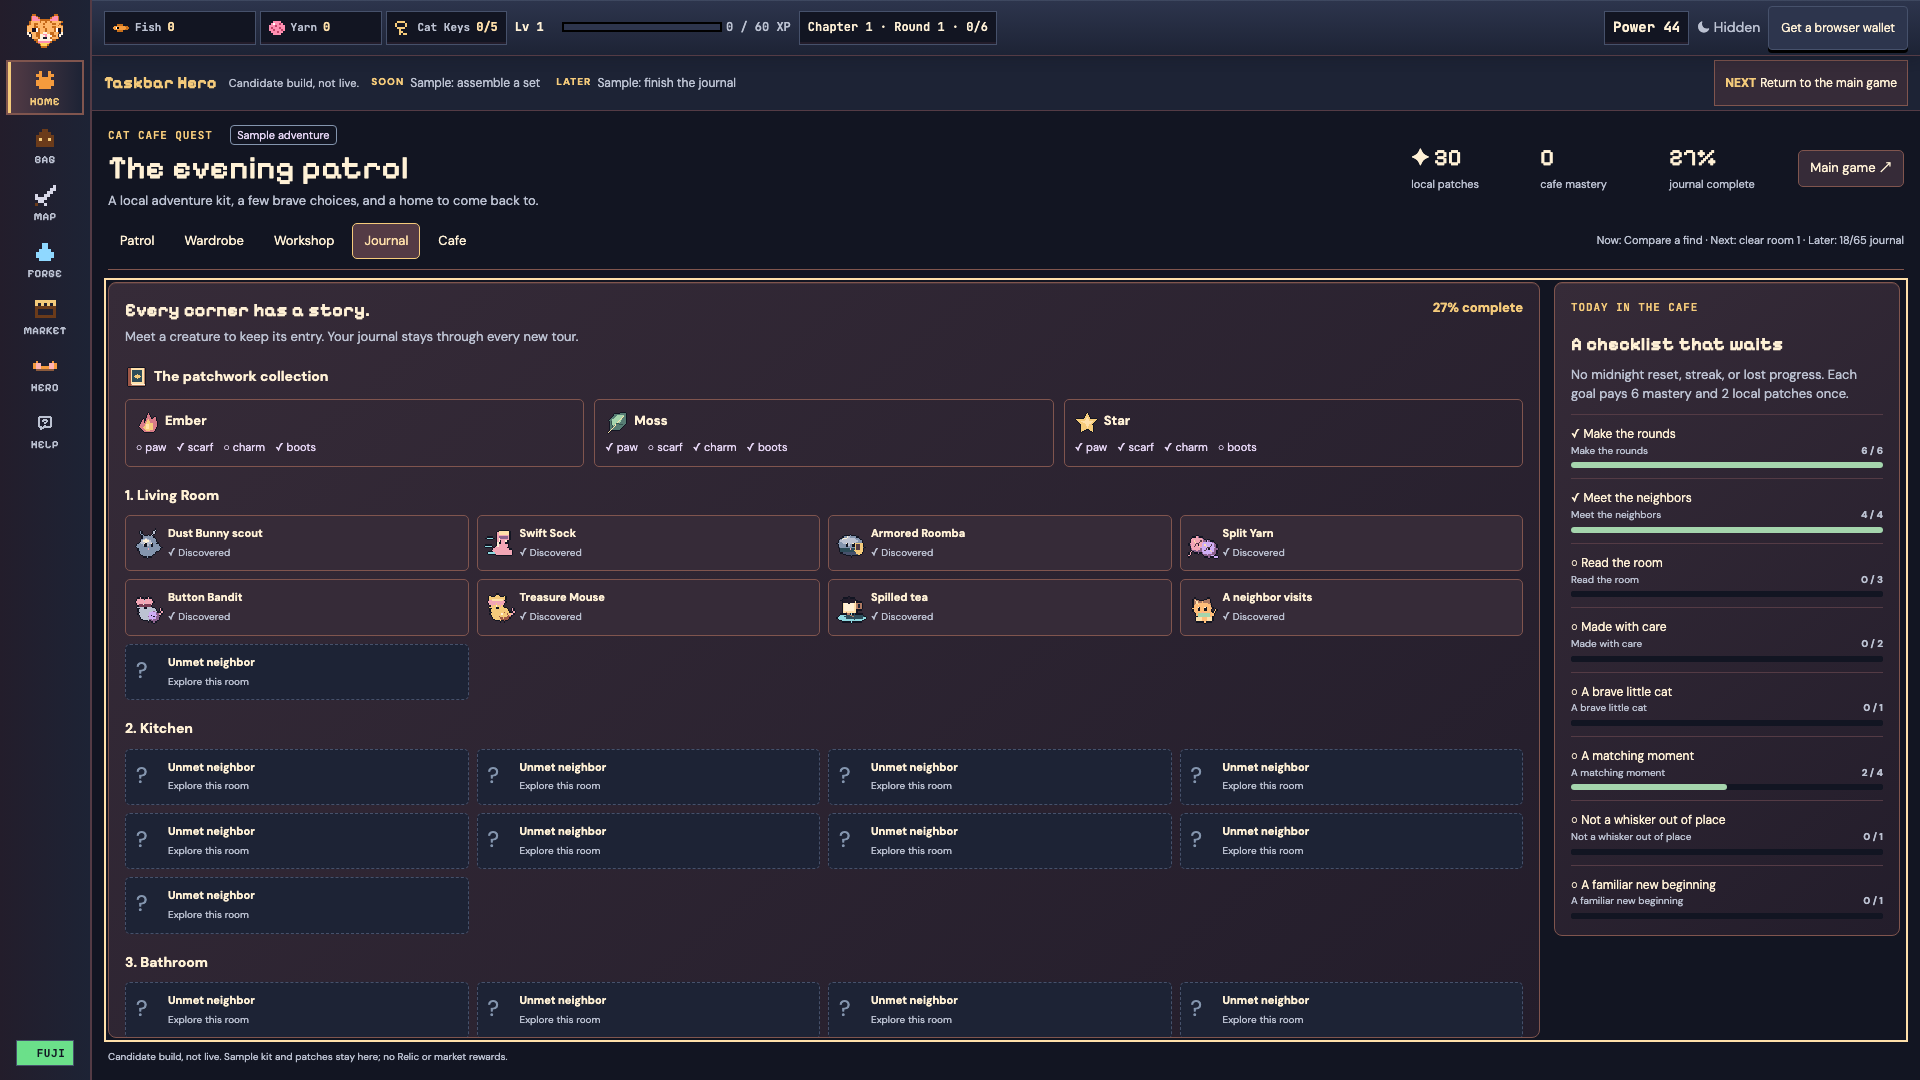 Fish 0
Yarn 0
Cat Keys 0/5
Lv 1
0 / 60 XP
Chapter 1 · Round 1 · 0/6
Power 44
Hidden
Get a browser wallet
HOME
BAG
MAP
FORGE
MARKET
HERO
HELP
FUJI
Taskbar Hero
Candidate build, not live.
SOON Sample: assemble a set
LATER Sample: finish the journal
NEXT Return to the main game
CAT CAFE QUEST
Sample adventure
The evening patrol
A local adventure kit, a few brave choices, and a home to come back to.
30
local patches
0
cafe mastery
27%
journal complete
Main game ↗
Patrol
Wardrobe
Workshop
Journal
Cafe
Now: Compare a find · Next: clear room 1 · Later: 18/65 journal
Every corner has a story.
27% complete
Meet a creature to keep its entry. Your journal stays through every new tour.
The patchwork collection
Ember
○ paw ✓ scarf ○ charm ✓ boots
Moss
✓ paw ○ scarf ✓ charm ✓ boots
Star
✓ paw ✓ scarf ✓ charm ○ boots
1. Living Room
Dust Bunny scout
✓ Discovered
Swift Sock
✓ Discovered
Armored Roomba
✓ Discovered
Split Yarn
✓ Discovered
Button Bandit
✓ Discovered
Treasure Mouse
✓ Discovered
Spilled tea
✓ Discovered
A neighbor visits
✓ Discovered
? Unmet neighbor
Explore this room
2. Kitchen
? Unmet neighbor
Explore this room
? Unmet neighbor
Explore this room
? Unmet neighbor
Explore this room
? Unmet neighbor
Explore this room
? Unmet neighbor
Explore this room
? Unmet neighbor
Explore this room
? Unmet neighbor
Explore this room
? Unmet neighbor
Explore this room
? Unmet neighbor
Explore this room
3. Bathroom
? Unmet neighbor
Explore this room
? Unmet neighbor
Explore this room
? Unmet neighbor
Explore this room
? Unmet neighbor
Explore this room
TODAY IN THE CAFE
A checklist that waits
No midnight reset, streak, or lost progress. Each
goal pays 6 mastery and 2 local patches once.
✓ Make the rounds
Make the rounds 6 / 6
✓ Meet the neighbors
Meet the neighbors 4 / 4
○ Read the room
Read the room 0 / 3
○ Made with care
Made with care 0 / 2
○ A brave little cat
A brave little cat 0 / 1
○ A matching moment
A matching moment 2 / 4
○ Not a whisker out of place
Not a whisker out of place 0 / 1
○ A familiar new beginning
A familiar new beginning 0 / 1
Candidate build, not live. Sample kit and patches stay here; no Relic or market rewards.